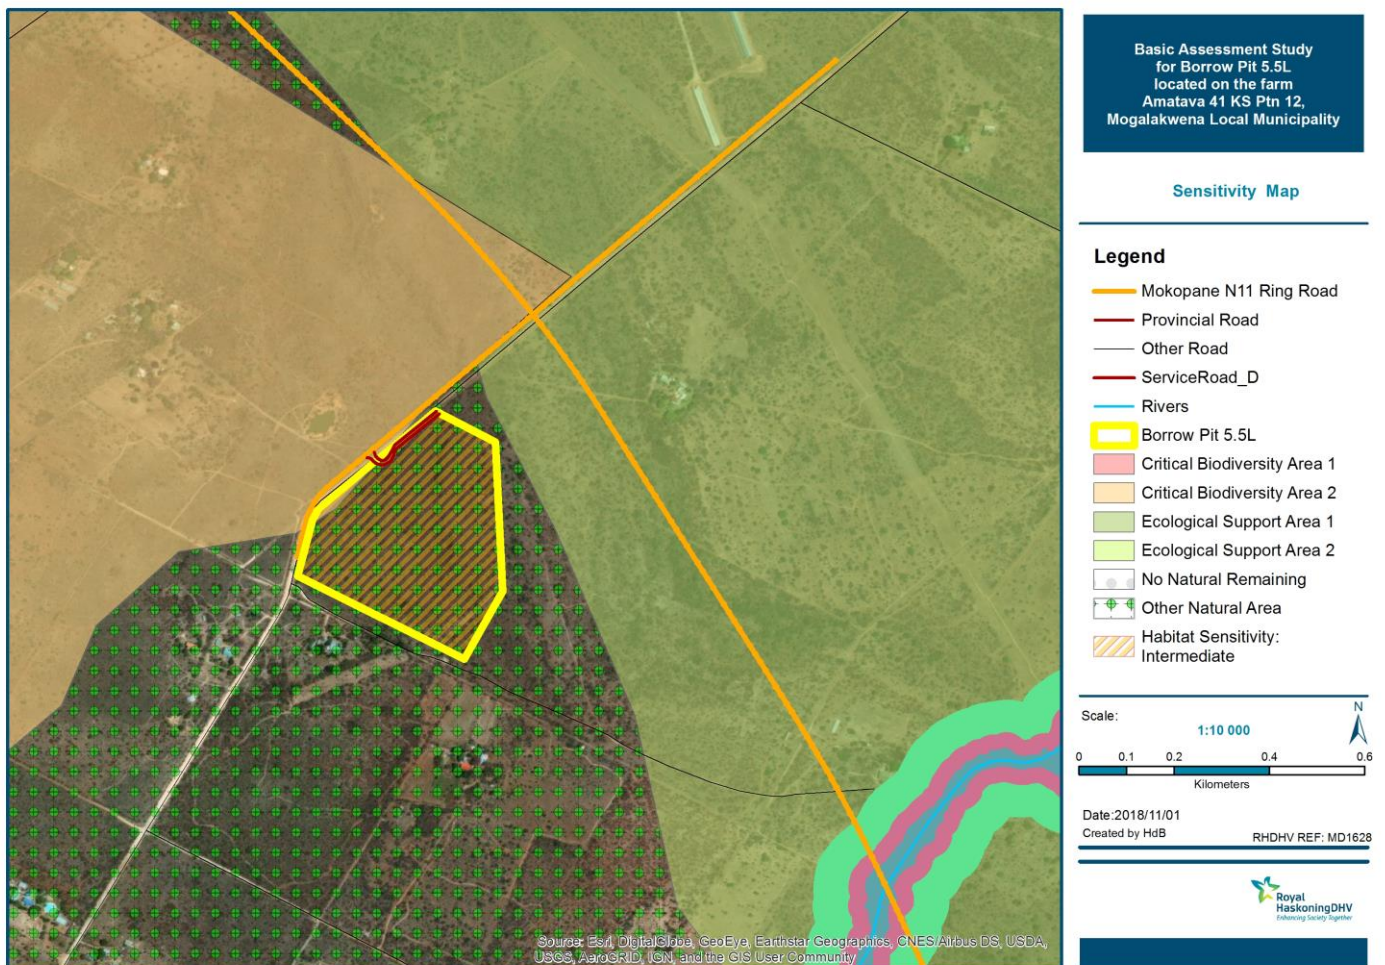 Basic Assessment Study
for Borrow Pit 5.5L
located on the farm
Amatava 41 KS Ptn 12,
Mogalakwena Local Municipality
Sensitivity Map
Legend
Mokopane N11 Ring Road
Provincial Road
Other Road
ServiceRoad_D
Rivers
Borrow Pit 5.5L
Critical Biodiversity Area 1
Critical Biodiversity Area 2
Ecological Support Area 1
Ecological Support Area 2
No Natural Remaining
Other Natural Area
Habitat Sensitivity:
Intermediate
Scale:
N
1:10 000
0 0.1 0.2 0.4 0.6
Kilometers
Date:2018/11/01
Created by HdB
RHDHV REF: MD1628
Royal
HaskoningDHV
Enhancing Society Together
Source: Esri, DigitalGlobe, GeoEye, Earthstar Geographics, CNES/Airbus DS, USDA,
USGS, AeroGRID, IGN, and the GIS User Community